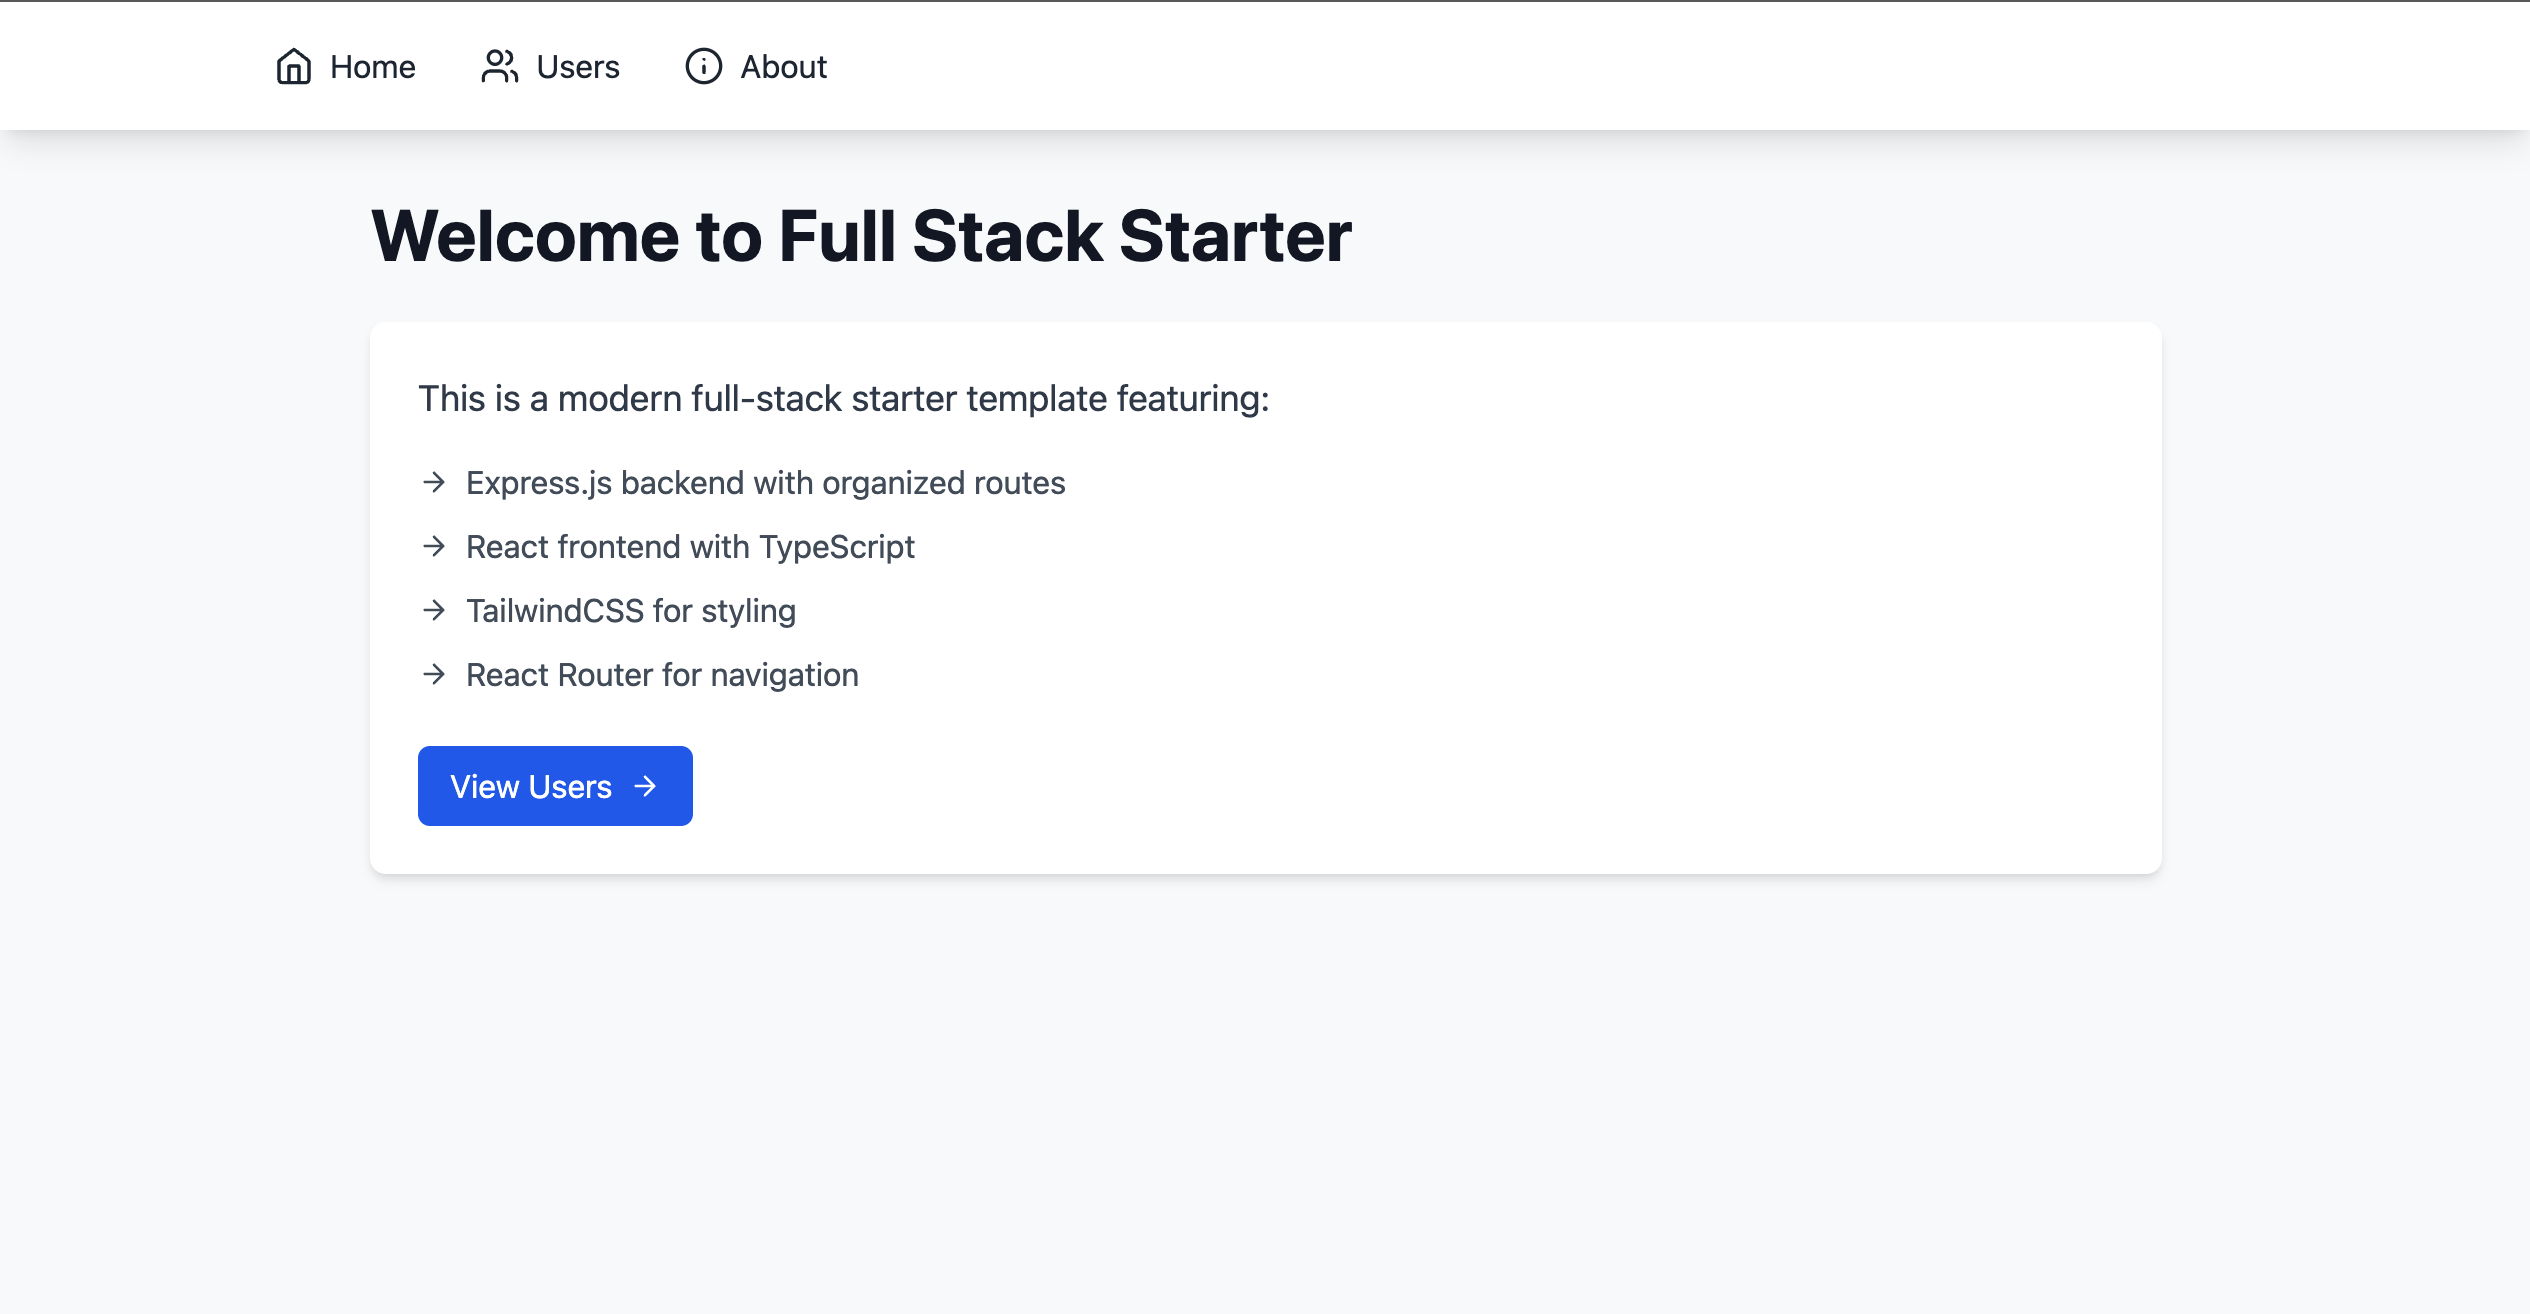 Home Users About
Welcome to Full Stack Starter
This is a modern full-stack starter template featuring:
Express.js backend with organized routes
React frontend with TypeScript
TailwindCSS for styling
React Router for navigation
View Users